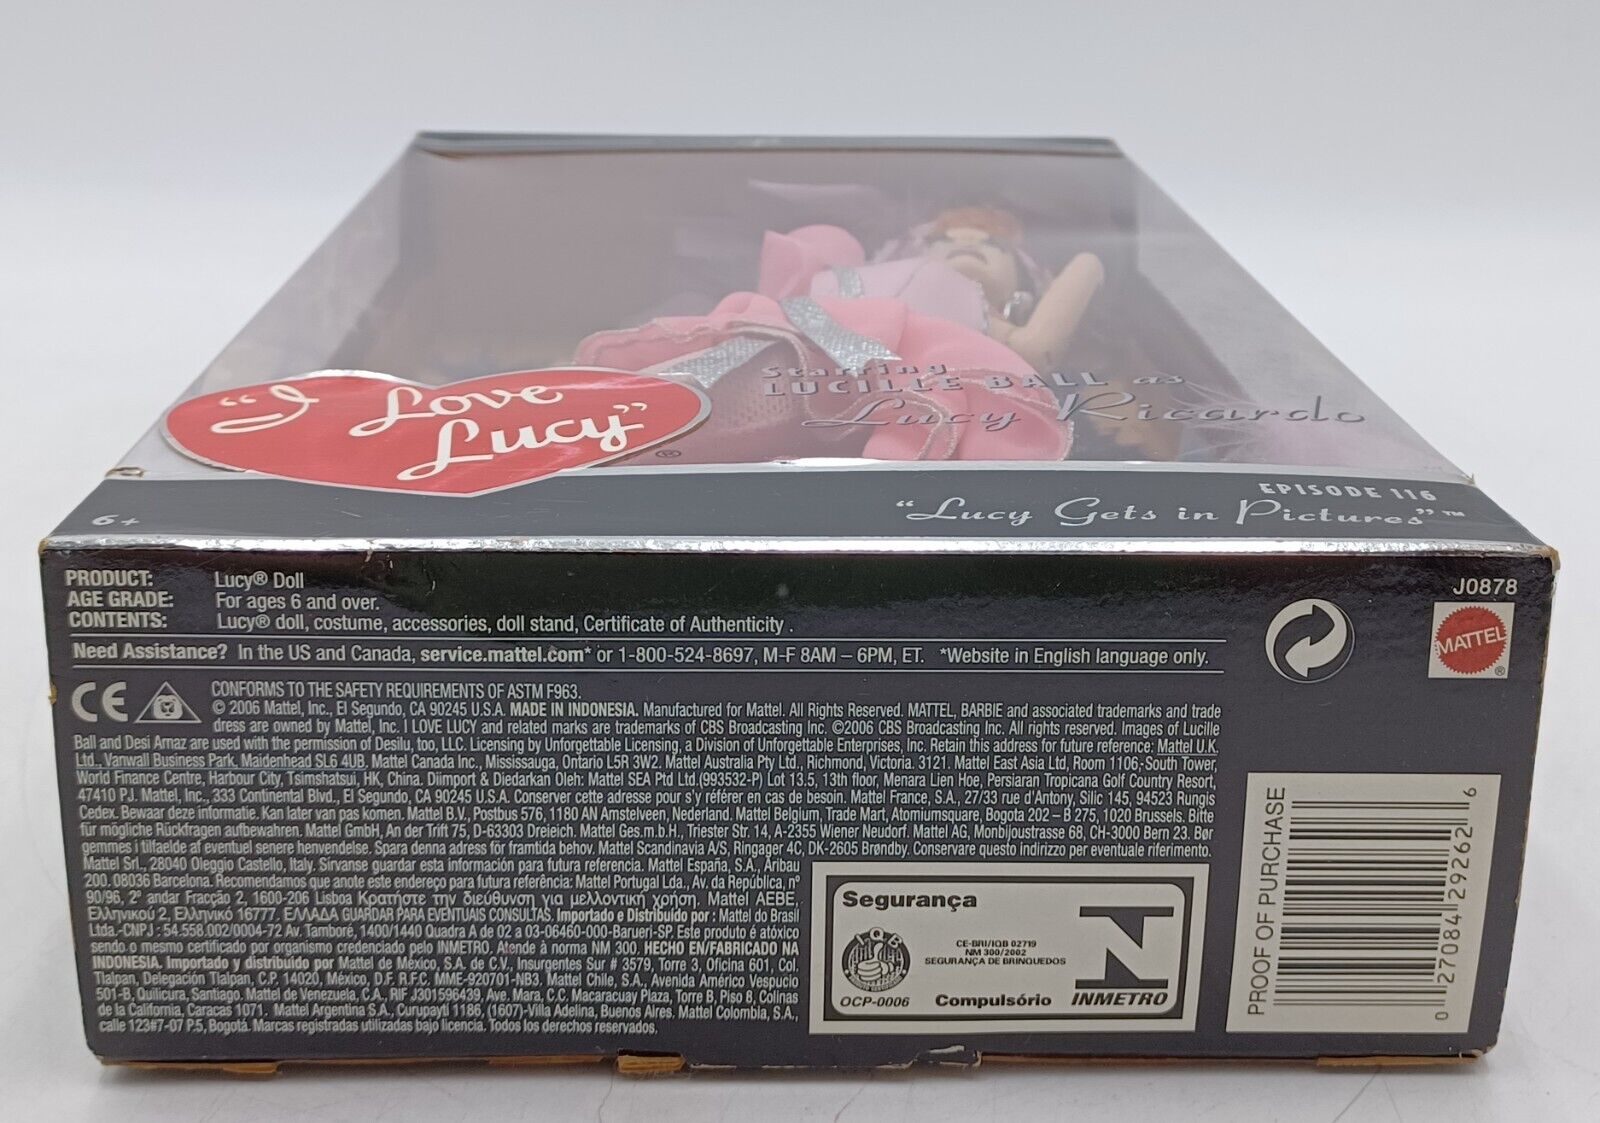 "I Love
Lucy"
®
Starring
LUCILLE BALL as
Lucy Ricardo
EPISODE 116
"Lucy Gets in Pictures"™
6+
PRODUCT: Lucy® Doll
AGE GRADE: For ages 6 and over.
CONTENTS: Lucy® doll, costume, accessories, doll stand, Certificate of Authenticity .
J0878
MATTEL
®
Need Assistance? In the US and Canada, service.mattel.com* or 1-800-524-8697, M-F 8AM – 6PM, ET. *Website in English language only.
CE
CONFORMS TO THE SAFETY REQUIREMENTS OF ASTM F963.
© 2006 Mattel, Inc., El Segundo, CA 90245 U.S.A. MADE IN INDONESIA. Manufactured for Mattel. All Rights Reserved. MATTEL, BARBIE and associated trademarks and trade
dress are owned by Mattel, Inc. I LOVE LUCY and related marks are trademarks of CBS Broadcasting Inc. ©2006 CBS Broadcasting Inc. All rights reserved. Images of Lucille
Ball and Desi Arnaz are used with the permission of Desilu, too, LLC. Licensing by Unforgettable Licensing, a Division of Unforgettable Enterprises, Inc. Retain this address for future reference: Mattel U.K.
Ltd., Vanwall Business Park, Maidenhead SL6 4UB. Mattel Canada Inc., Mississauga, Ontario L5R 3W2. Mattel Australia Pty Ltd., Richmond, Victoria. 3121. Mattel East Asia Ltd, Room 1106, South Tower,
World Finance Centre, Harbour City, Tsimshatsui, HK, China. Diimport & Diedarkan Oleh: Mattel SEA Ptd Ltd.(993532-P) Lot 13.5, 13th floor, Menara Lien Hoe, Persiaran Tropicana Golf Country Resort,
47410 P.J. Mattel, Inc., 333 Continental Blvd., El Segundo, CA 90245 U.S.A. Conserver cette adresse pour s'y référer en cas de besoin. Mattel France, S.A., 27/33 rue d'Antony, Silic 145, 94523 Rungis
Cedex. Bewaar deze informatie. Kan later van pas komen. Mattel B.V., Postbus 576, 1180 AN Amstelveen, Nederland. Mattel Belgium, Trade Mart, Atomiumsquare, Bogota 202 – B 275, 1020 Brussels. Bitte
für mögliche Rückfragen aufbewahren. Mattel GmbH, An der Trift 75, D-63303 Dreieich. Mattel Ges.m.b.H., Triester Str. 14, A-2355 Wiener Neudorf. Mattel AG, Monbijoustrasse 68, CH-3000 Bern 23. Bør
gemmes i tilfaelde af eventuel senere henvendelse. Spara denna adress för framtida behov. Mattel Scandinavia A/S, Ringager 4C, DK-2605 Brøndby. Conservare questo indirizzo per eventuale riferimento.
Mattel Srl., 28040 Oleggio Castello, Italy. Sírvanse guardar esta información para futura referencia. Mattel España, S.A., Aribau
200. 08036 Barcelona. Recomendamos que anote este endereço para futura referência: Mattel Portugal Lda., Av. da República, nº
90/96, 2º andar Fracção 2, 1600-206 Lisboa Κρατήστε την διεύθυνση για μελλοντική χρήση. Mattel AEBE,
Ελληνικού 2, Ελληνικό 16777. ΕΛΛΑΔΑ GUARDAR PARA EVENTUAIS CONSULTAS. Importado e Distribuído por : Mattel do Brasil
Ltda.-CNPJ : 54.558.002/0004-72 Av. Tamboré, 1400/1440 Quadra A de 02 a 03-06460-000-Barueri-SP. Este produto é atóxico
sendo o mesmo certificado por organismo credenciado pelo INMETRO. Atende à norma NM 300. HECHO EN/FABRICADO NA
INDONESIA. Importado y distribuido por Mattel de México, S.A. de C.V., Insurgentes Sur # 3579, Torre 3, Oficina 601, Col.
Tlalpan, Delegación Tlalpan, C.P. 14020, México, D.F. R.F.C. MME-920701-NB3. Mattel Chile, S.A., Avenida Américo Vespucio
501-B, Quilicura, Santiago. Mattel de Venezuela, C.A., RIF J301596439, Ave. Mara, C.C. Macaracuay Plaza, Torre B, Piso 8, Colinas
de la California, Caracas 1071. Mattel Argentina S.A., Curupayti 1186, (1607)-Villa Adelina, Buenos Aires. Mattel Colombia, S.A.,
calle 123#7-07 P.5, Bogotá. Marcas registradas utilizadas bajo licencia. Todos los derechos reservados.
Segurança
IQB
OCP-0006
CE-BRI/IQB 02719
NM 300/2002
SEGURANÇA DE BRINQUEDOS
Compulsório
INMETRO
PROOF OF PURCHASE
0 27084 29262 6